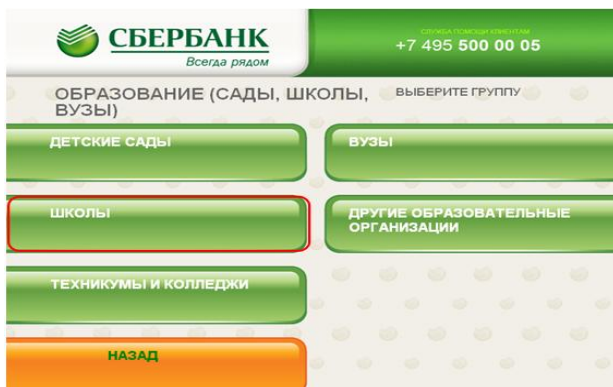 СБЕРБАНК
Всегда рядом
СЛУЖБА ПОМОЩИ КЛИЕНТАМ
+7 495 500 00 05
ОБРАЗОВАНИЕ (САДЫ, ШКОЛЫ,
ВУЗЫ)
ВЫБЕРИТЕ ГРУППУ
ДЕТСКИЕ САДЫ
ВУЗЫ
ШКОЛЫ
ДРУГИЕ ОБРАЗОВАТЕЛЬНЫЕ
ОРГАНИЗАЦИИ
ТЕХНИКУМЫ И КОЛЛЕДЖИ
НАЗАД